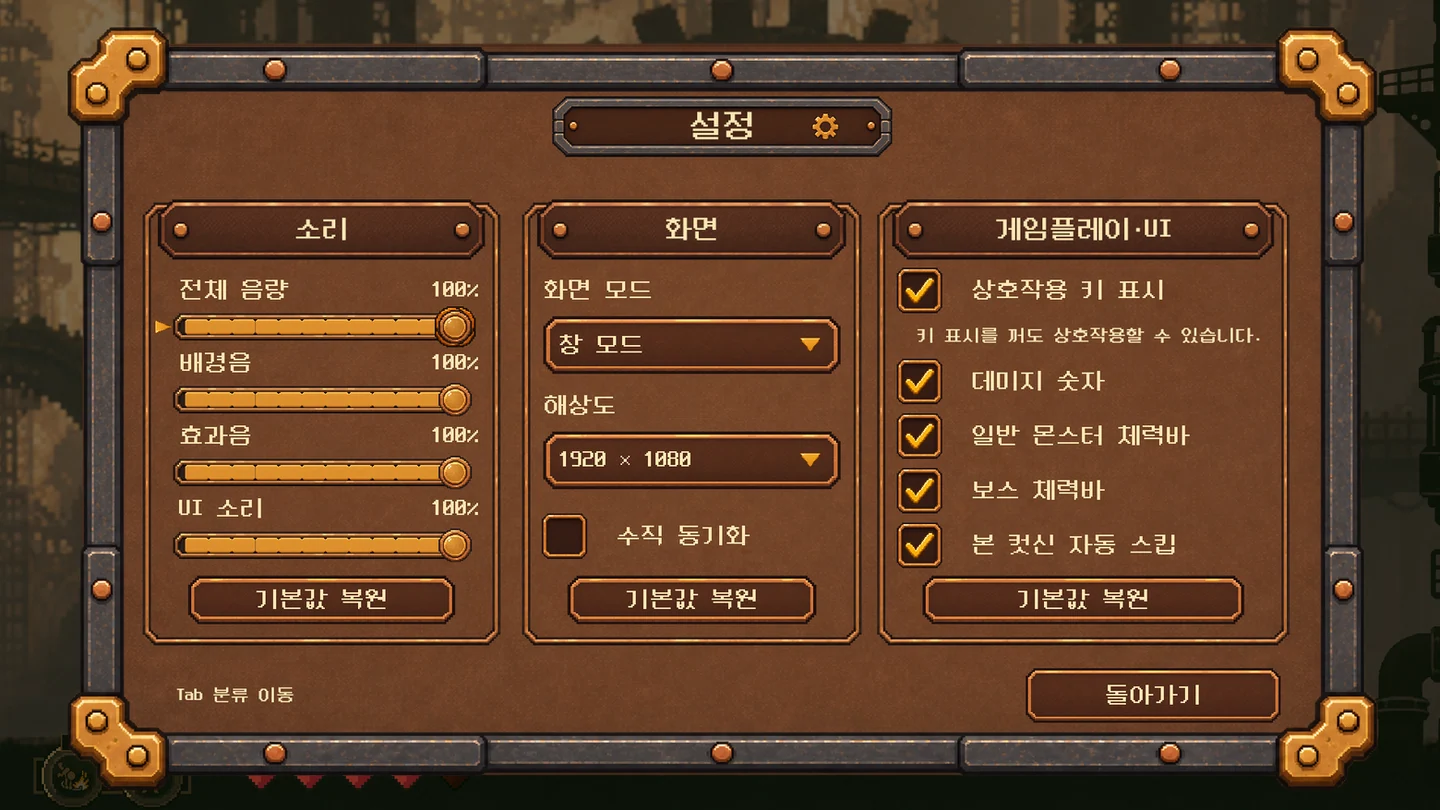 설정
소리
전체 음량 100%
배경음 100%
효과음 100%
UI 소리 100%
기본값 복원
화면
화면 모드
창 모드
해상도
1920 × 1080
수직 동기화
기본값 복원
게임플레이·UI
상호작용 키 표시
키 표시를 꺼도 상호작용할 수 있습니다.
데미지 숫자
일반 몬스터 체력바
보스 체력바
본 컷신 자동 스킵
기본값 복원
Tab 분류 이동
돌아가기